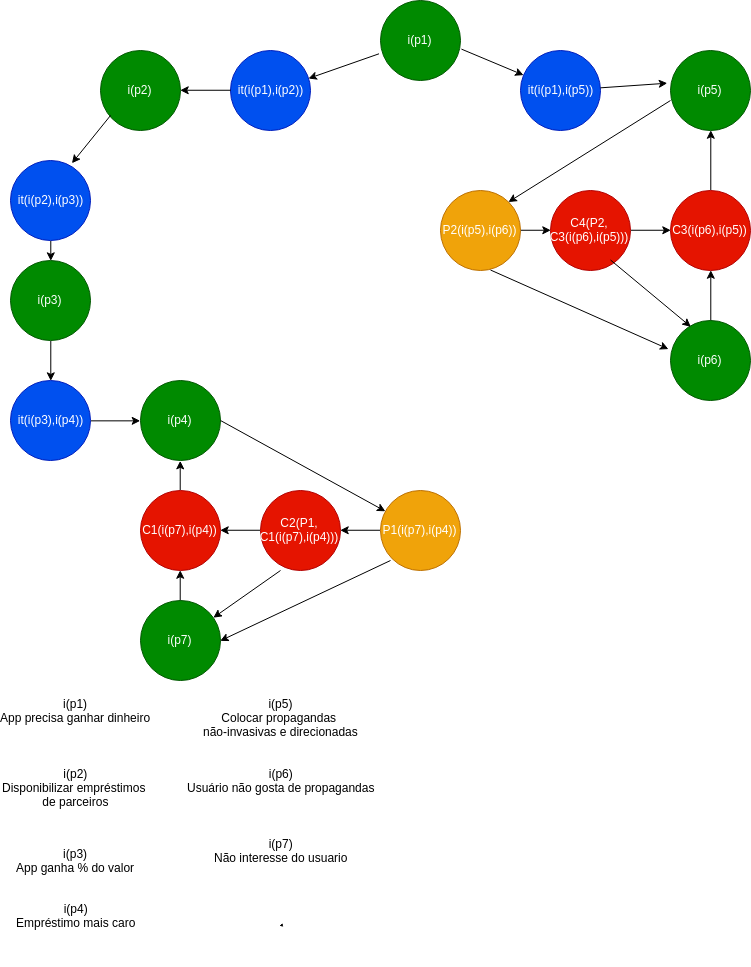 i(p1)
i(p2)
it(i(p1),i(p2))
it(i(p1),i(p5))
i(p5)
it(i(p2),i(p3))
P2(i(p5),i(p6))
C4(P2,
C3(i(p6),i(p5)))
C3(i(p6),i(p5))
i(p3)
i(p6)
it(i(p3),i(p4))
i(p4)
C1(i(p7),i(p4))
C2(P1,
C1(i(p7),i(p4)))
P1(i(p7),i(p4))
i(p7)
i(p1)
App precisa ganhar dinheiro
i(p5)
Colocar propagandas
não-invasivas e direcionadas
i(p2)
Disponibilizar empréstimos
de parceiros
i(p6)
Usuário não gosta de propagandas
i(p3)
App ganha % do valor
i(p7)
Não interesse do usuario
i(p4)
Empréstimo mais caro